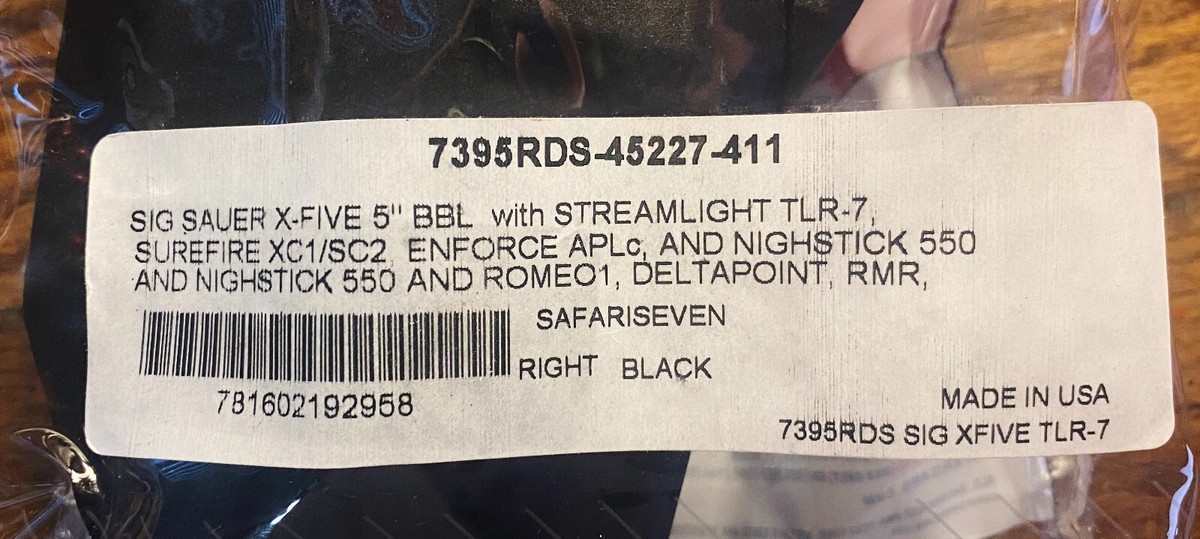 7395RDS-45227-411
SIG SAUER X-FIVE 5" BBL with STREAMLIGHT TLR-7,
SUREFIRE XC1/SC2, ENFORCE APLc, AND NIGHSTICK 550
AND NIGHSTICK 550 AND ROMEO1, DELTAPOINT, RMR,
SAFARISEVEN
RIGHT BLACK
781602192958
MADE IN USA
7395RDS SIG XFIVE TLR-7